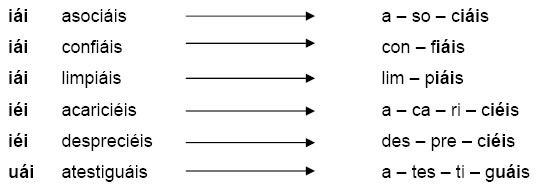 iái asociáis a – so – ciáis
iái confiáis con – fiáis
iái limpiáis lim – piáis
iéi acariciéis a – ca – ri – ciéis
iéi despreciéis des – pre – ciéis
uái atestiguáis a – tes – ti – guáis